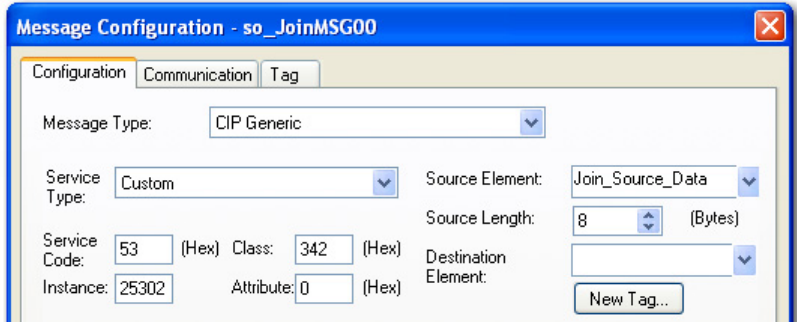 Message Configuration - so_JoinMSG00
Configuration Communication Tag
Message Type: CIP Generic
Service Type: Custom
Source Element: Join_Source_Data
Source Length: 8 (Bytes)
Service Code: 53 (Hex) Class: 342 (Hex)
Destination Element:
Instance: 25302 Attribute: 0 (Hex)
New Tag...